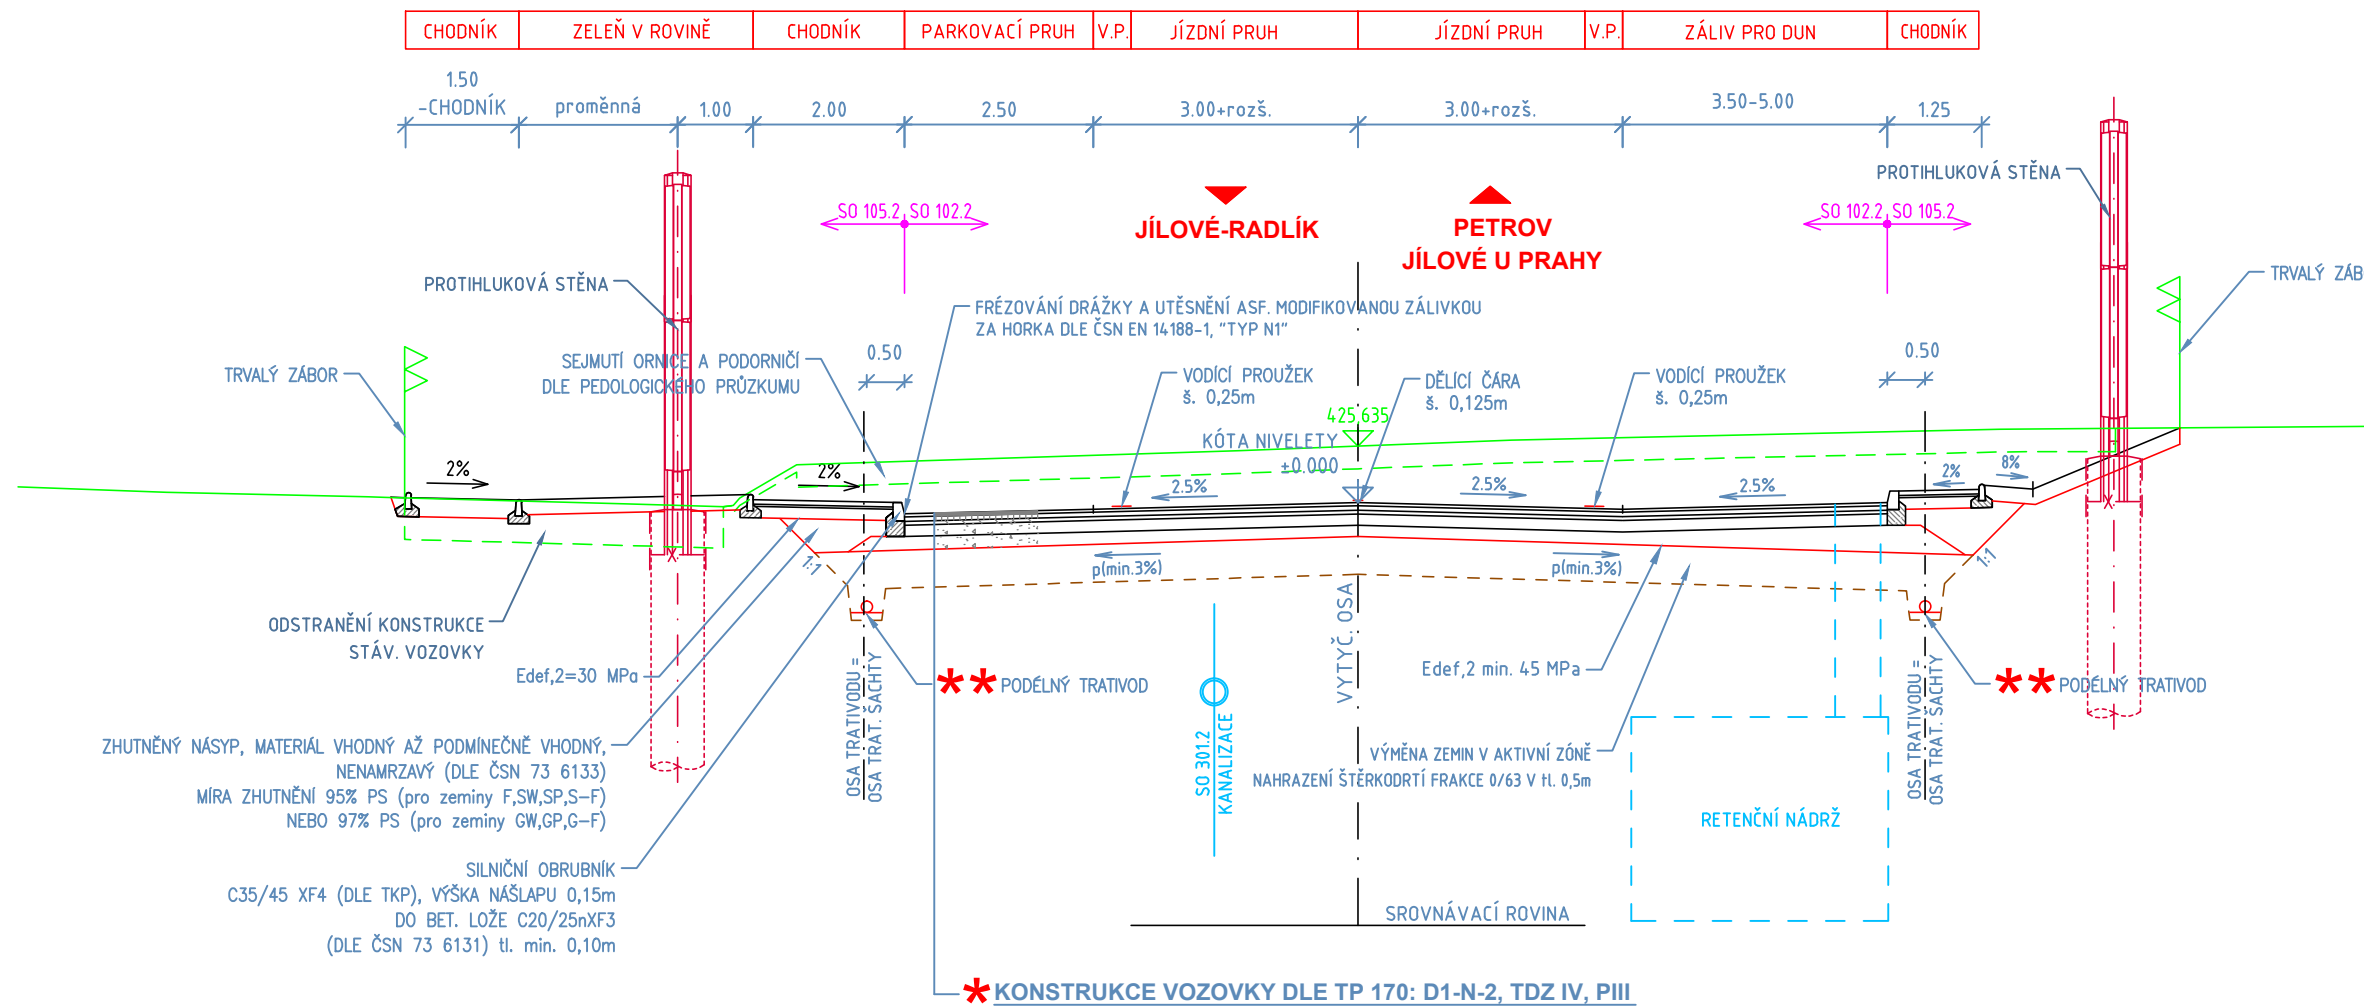 CHODNÍK
ZELEŇ V ROVINĚ
CHODNÍK
PARKOVACÍ PRUH
V.P.
JÍZDNÍ PRUH
JÍZDNÍ PRUH
V.P.
ZÁLIV PRO DUN
CHODNÍK
1.50
-CHODNÍK
proměnná
1.00
2.00
2.50
3.00+rozš.
3.00+rozš.
3.50-5.00
1.25
PROTIHLUKOVÁ STĚNA
SO 105.2
SO 102.2
JÍLOVÉ-RADLÍK
PETROV
JÍLOVÉ U PRAHY
SO 102.2
SO 105.2
PROTIHLUKOVÁ STĚNA
TRVALÝ ZÁB
FRÉZOVÁNÍ DRÁŽKY A UTĚSNĚNÍ ASF. MODIFIKOVANOU ZÁLIVKOU
ZA HORKA DLE ČSN EN 14188-1, "TYP N1"
SEJMUTÍ ORNICE A PODORNIČÍ
DLE PEDOLOGICKÉHO PRŮZKUMU
0.50
0.50
TRVALÝ ZÁBOR
VODÍCÍ PROUŽEK
š. 0,25m
DĚLÍCÍ ČÁRA
š. 0,125m
VODÍCÍ PROUŽEK
š. 0,25m
425.635
KÓTA NIVELETY
±0.000
2%
2%
2.5%
2.5%
2.5%
2%
8%
1:1
p(min.3%)
p(min.3%)
1:1
ODSTRANĚNÍ KONSTRUKCE
STÁV. VOZOVKY
Edef,2=30 MPa
OSA TRATIVODU =
OSA TRAT. ŠACHTY
** PODÉLNÝ TRATIVOD
VYTYČ. OSA
Edef,2 min. 45 MPa
OSA TRATIVODU =
OSA TRAT. ŠACHTY
** PODÉLNÝ TRATIVOD
SO 301.2
KANALIZACE
ZHUTNĚNÝ NÁSYP, MATERIÁL VHODNÝ AŽ PODMÍNEČNĚ VHODNÝ,
NENAMRZAVÝ (DLE ČSN 73 6133)
MÍRA ZHUTNĚNÍ 95% PS (pro zeminy F,SW,SP,S-F)
NEBO 97% PS (pro zeminy GW,GP,G-F)
VÝMĚNA ZEMIN V AKTIVNÍ ZÓNĚ
NAHRAZENÍ ŠTĚRKODRTÍ FRAKCE 0/63 V tl. 0,5m
RETENČNÍ NÁDRŽ
SILNIČNÍ OBRUBNÍK
C35/45 XF4 (DLE TKP), VÝŠKA NÁŠLAPU 0,15m
DO BET. LOŽE C20/25nXF3
(DLE ČSN 73 6131) tl. min. 0,10m
SROVNÁVACÍ ROVINA
* KONSTRUKCE VOZOVKY DLE TP 170: D1-N-2, TDZ IV, PIII